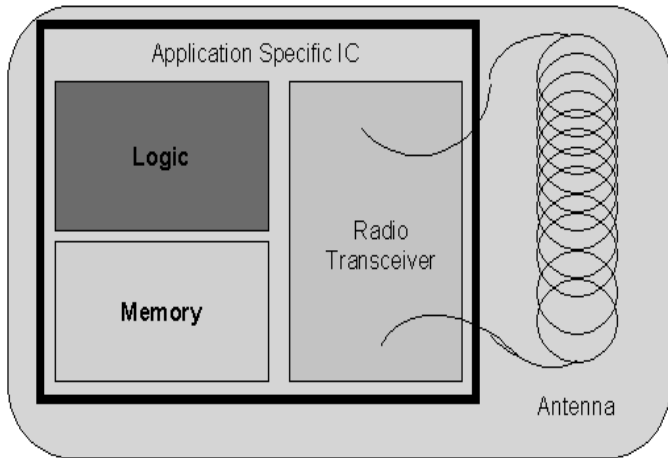 Application Specific IC
Logic
Radio
Transceiver
Memory
Antenna